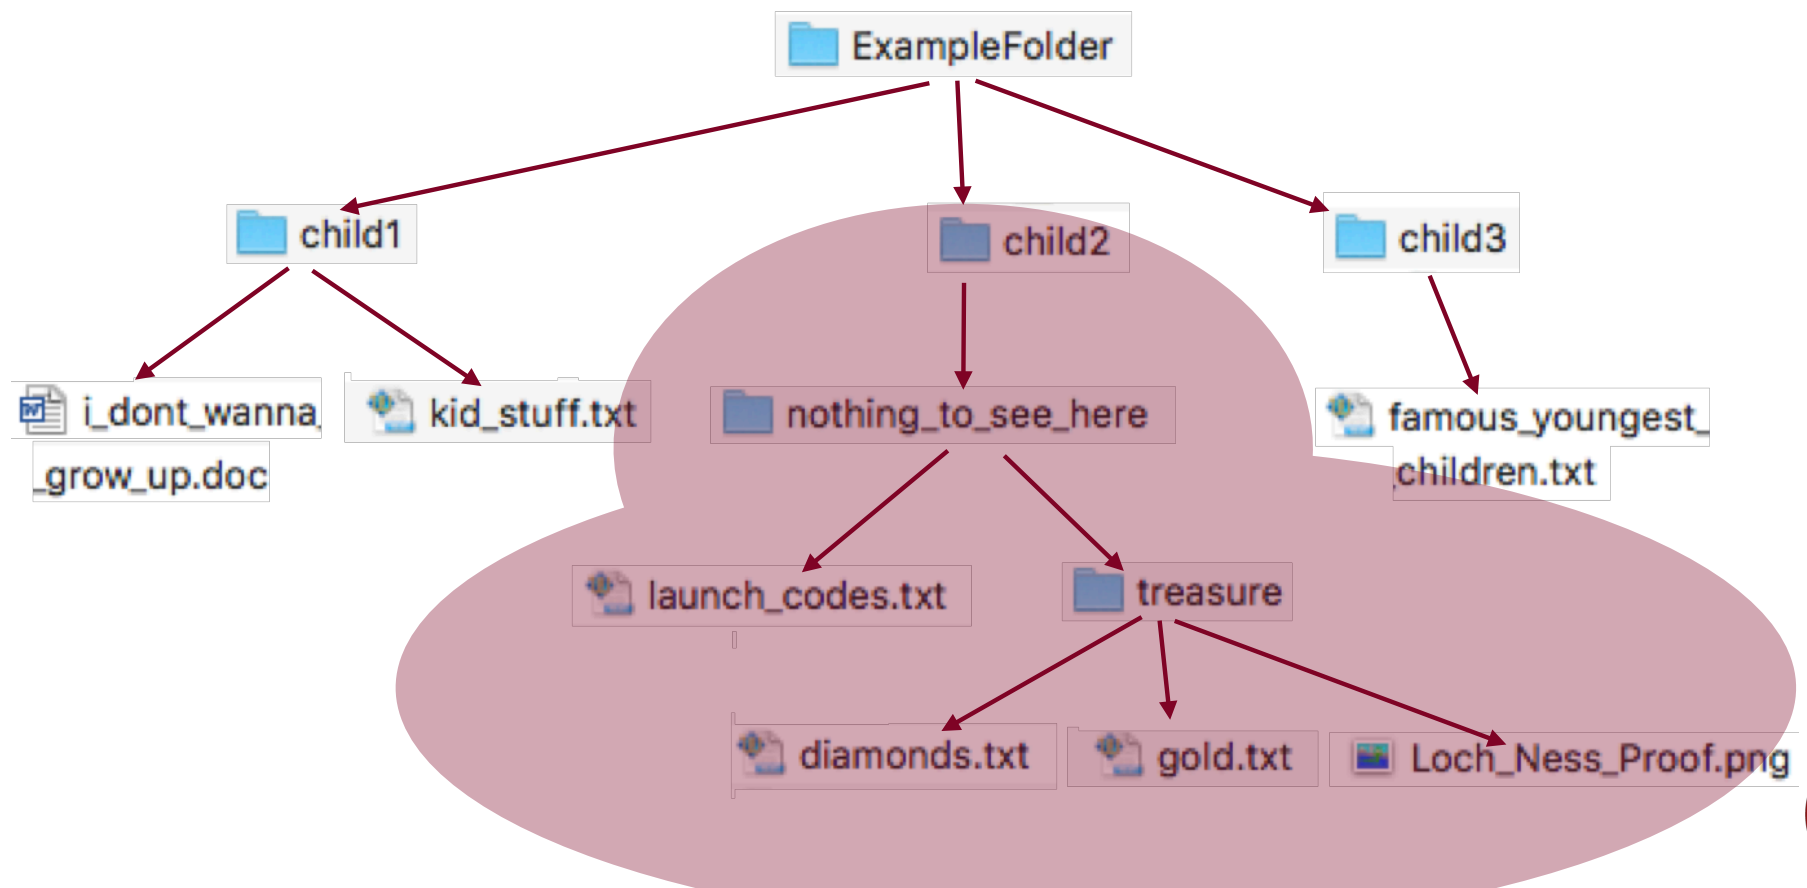 ExampleFolder
child1
child2
child3
i_dont_wanna_
_grow_up.doc
kid_stuff.txt
nothing_to_see_here
famous_youngest_
_children.txt
launch_codes.txt
treasure
diamonds.txt
gold.txt
Loch_Ness_Proof.png